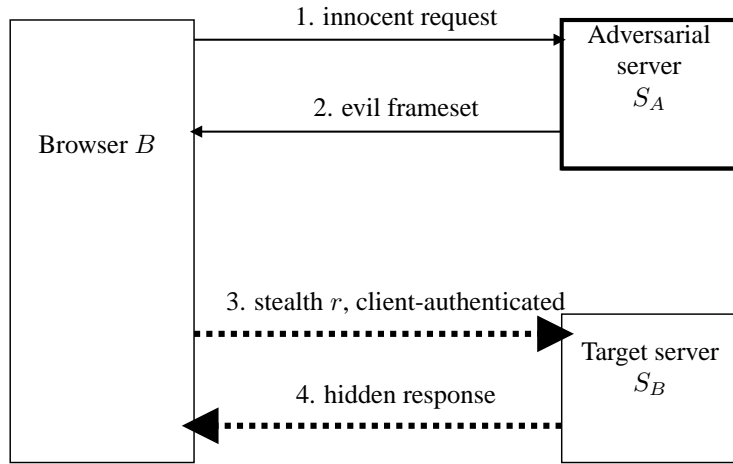 1. innocent request
Adversarial
server
S_A
2. evil frameset
Browser B
3. stealth r, client-authenticated
Target server
S_B
4. hidden response